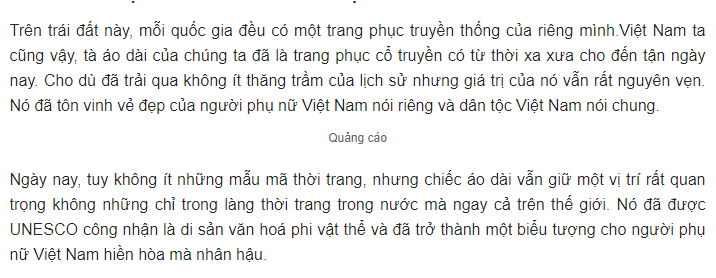 Trên trái đất này, mỗi quốc gia đều có một trang phục truyền thống của riêng mình.Việt Nam ta
cũng vậy, tà áo dài của chúng ta đã là trang phục cổ truyền có từ thời xa xưa cho đến tận ngày
nay. Cho dù đã trải qua không ít thăng trầm của lịch sử nhưng giá trị của nó vẫn rất nguyên vẹn.
Nó đã tôn vinh vẻ đẹp của người phụ nữ Việt Nam nói riêng và dân tộc Việt Nam nói chung.
Quảng cáo
Ngày nay, tuy không ít những mẫu mã thời trang, nhưng chiếc áo dài vẫn giữ một vị trí rất quan
trọng không những chỉ trong làng thời trang trong nước mà ngay cả trên thế giới. Nó đã được
UNESCO công nhận là di sản văn hoá phi vật thể và đã trở thành một biểu tượng cho người phụ
nữ Việt Nam hiền hòa mà nhân hậu.